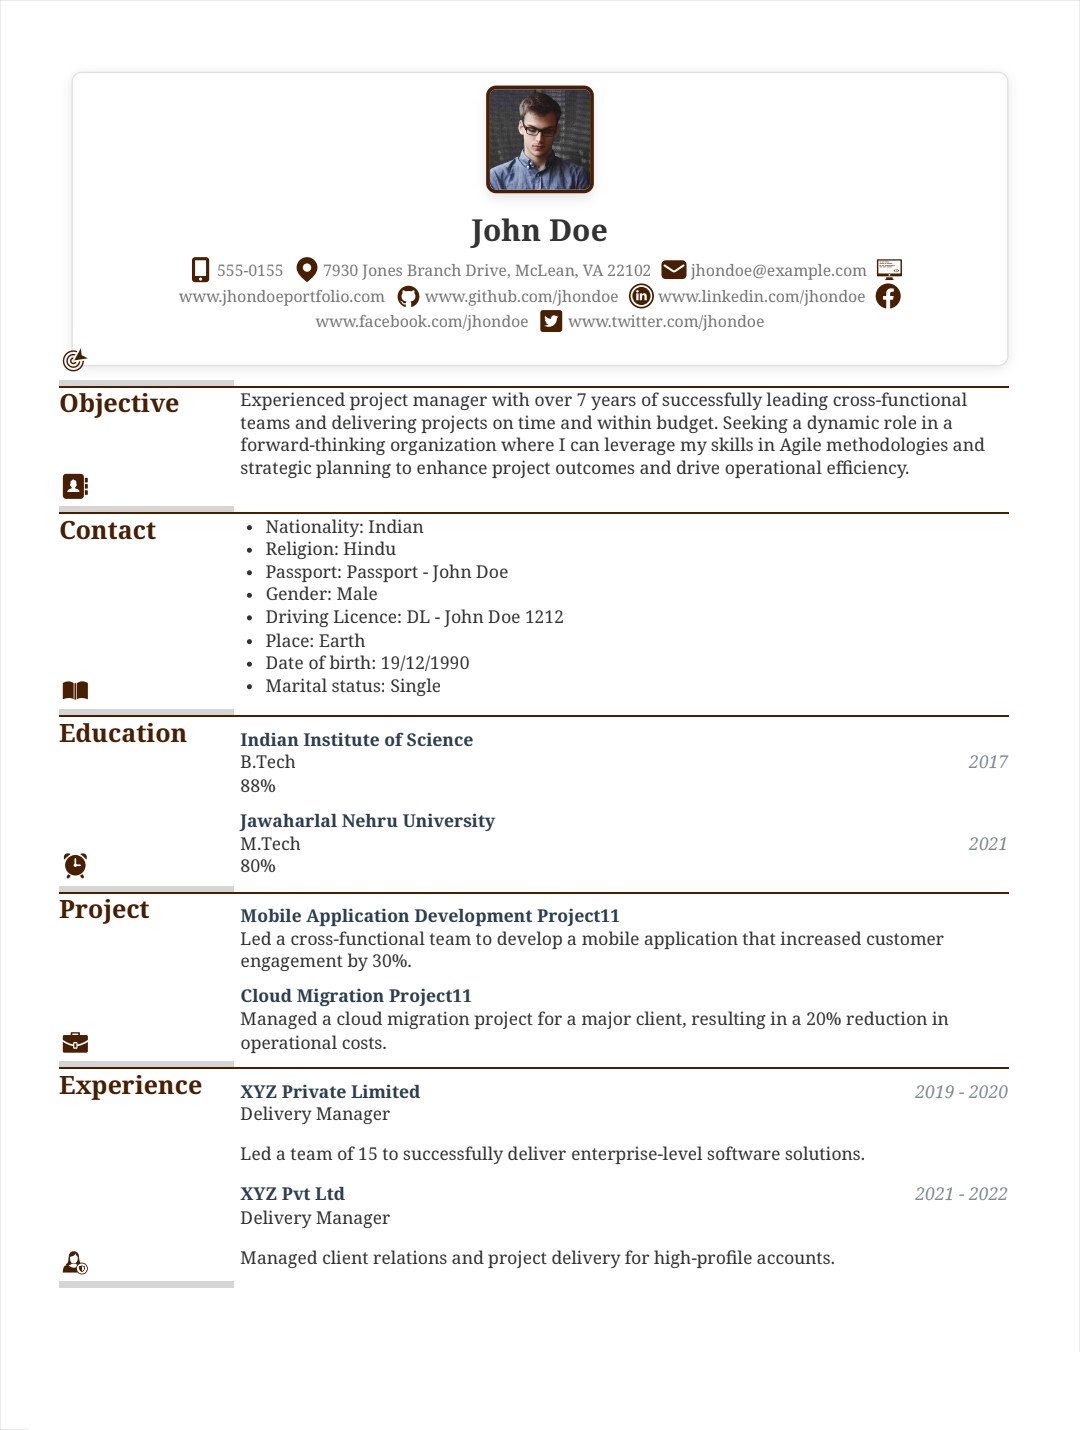 John Doe
555-0155 7930 Jones Branch Drive, McLean, VA 22102 jhondoe@example.com
www.jhondoeportfolio.com www.github.com/jhondoe www.linkedin.com/jhondoe
www.facebook.com/jhondoe www.twitter.com/jhondoe
Objective
Experienced project manager with over 7 years of successfully leading cross-functional
teams and delivering projects on time and within budget. Seeking a dynamic role in a
forward-thinking organization where I can leverage my skills in Agile methodologies and
strategic planning to enhance project outcomes and drive operational efficiency.
Contact
• Nationality: Indian
• Religion: Hindu
• Passport: Passport - John Doe
• Gender: Male
• Driving Licence: DL - John Doe 1212
• Place: Earth
• Date of birth: 19/12/1990
• Marital status: Single
Education
Indian Institute of Science
B.Tech 2017
88%
Jawaharlal Nehru University
M.Tech 2021
80%
Project
Mobile Application Development Project11
Led a cross-functional team to develop a mobile application that increased customer
engagement by 30%.
Cloud Migration Project11
Managed a cloud migration project for a major client, resulting in a 20% reduction in
operational costs.
Experience
XYZ Private Limited 2019 - 2020
Delivery Manager
Led a team of 15 to successfully deliver enterprise-level software solutions.
XYZ Pvt Ltd 2021 - 2022
Delivery Manager
Managed client relations and project delivery for high-profile accounts.